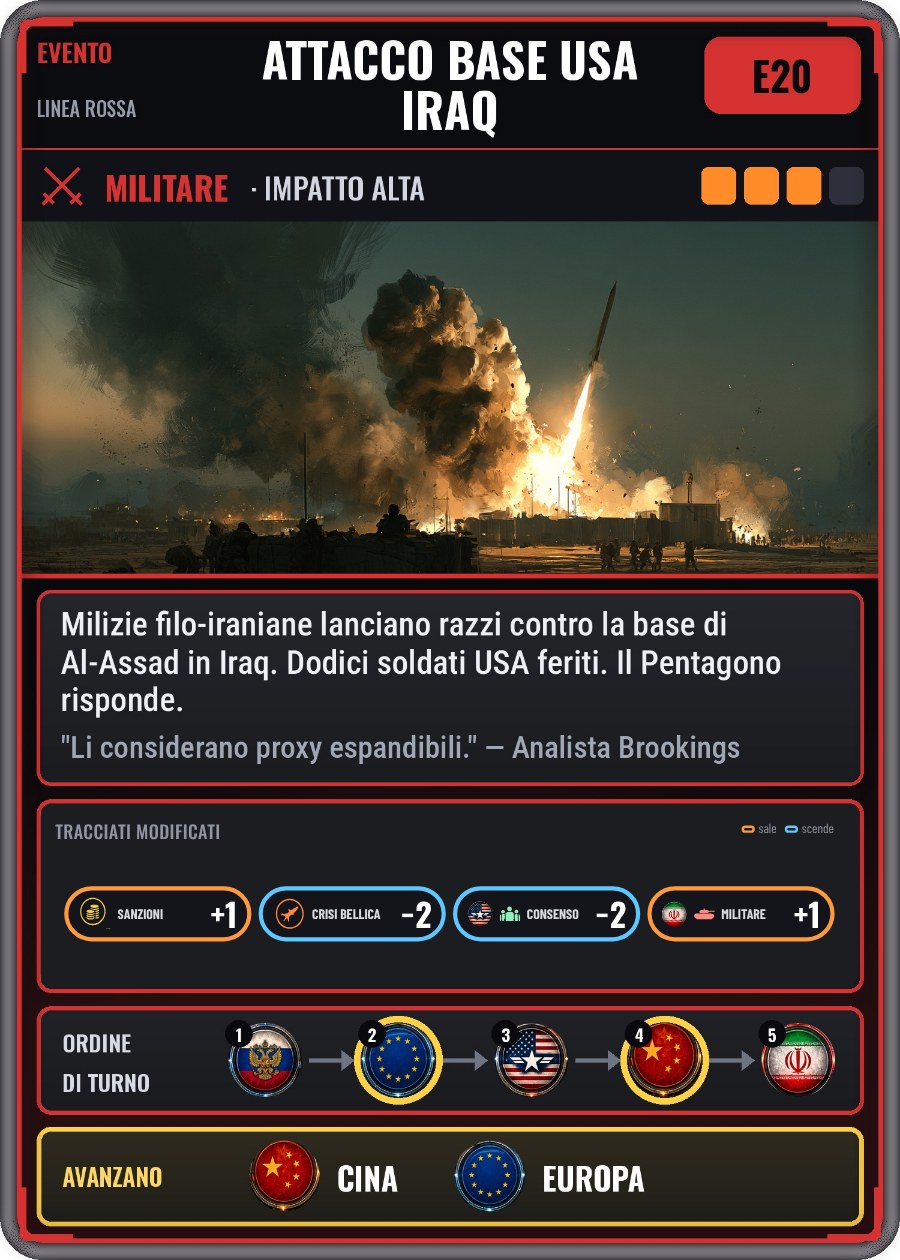 EVENTO
LINEA ROSSA
ATTACCO BASE USA
IRAQ
E20
MILITARE · IMPATTO ALTA
Milizie filo-iraniane lanciano razzi contro la base di
Al-Assad in Iraq. Dodici soldati USA feriti. Il Pentagono
risponde.
"Li considerano proxy espandibili." — Analista Brookings
TRACCIATI MODIFICATI
sale scende
SANZIONI +1
CRISI BELLICA -2
CONSENSO -2
MILITARE +1
ORDINE
DI TURNO
1 2 3 4 5
AVANZANO CINA EUROPA